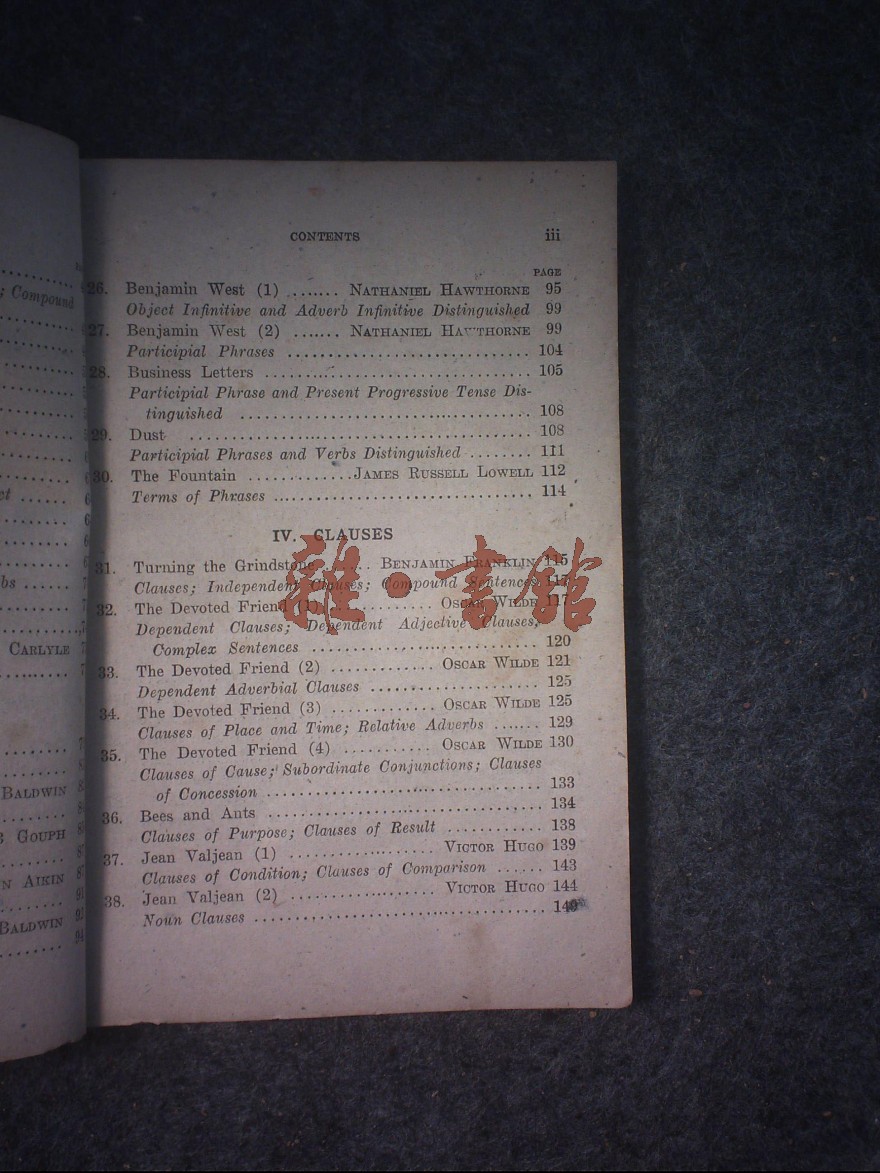 CONTENTS iii
PAGE
26. Benjamin West (1) ....... NATHANIEL HAWTHORNE 95
Object Infinitive and Adverb Infinitive Distinguished 99
27. Benjamin West (2) ...... NATHANIEL HAWTHORNE 99
Participial Phrases .............................. 104
28. Business Letters ................................. 105
Participial Phrase and Present Progressive Tense Dis-
tinguished .................................... 108
29. Dust .......................................... 108
Participial Phrases and Verbs Distinguished ........ 111
30. The Fountain ............. JAMES RUSSELL LOWELL 112
Terms of Phrases ................................ 114
IV. CLAUSES
31. Turning the Grindstone ...... BENJAMIN FRANKLIN 115
Clauses; Independent Clauses; Compound Sentences 117
32. The Devoted Friend (1) ............. OSCAR WILDE 117
Dependent Clauses; Dependent Adjective Clauses;
Complex Sentences ............................ 120
33. The Devoted Friend (2) ............. OSCAR WILDE 121
Dependent Adverbial Clauses ..................... 125
34. The Devoted Friend (3) ............. OSCAR WILDE 125
Clauses of Place and Time; Relative Adverbs ...... 129
35. The Devoted Friend (4) ........... OSCAR WILDE 130
Clauses of Cause; Subordinate Conjunctions; Clauses
of Concession .................................. 133
36. Bees and Ants .................................. 134
Clauses of Purpose; Clauses of Result ............ 138
37. Jean Valjean (1) .................. VICTOR HUGO 139
Clauses of Condition; Clauses of Comparison ...... 143
38. Jean Valjean (2) .................. VICTOR HUGO 144
Noun Clauses ....................................
雜·書館
; Compound
CARLYLE
BALDWIN
GOUPH
AIKIN
BALDWIN